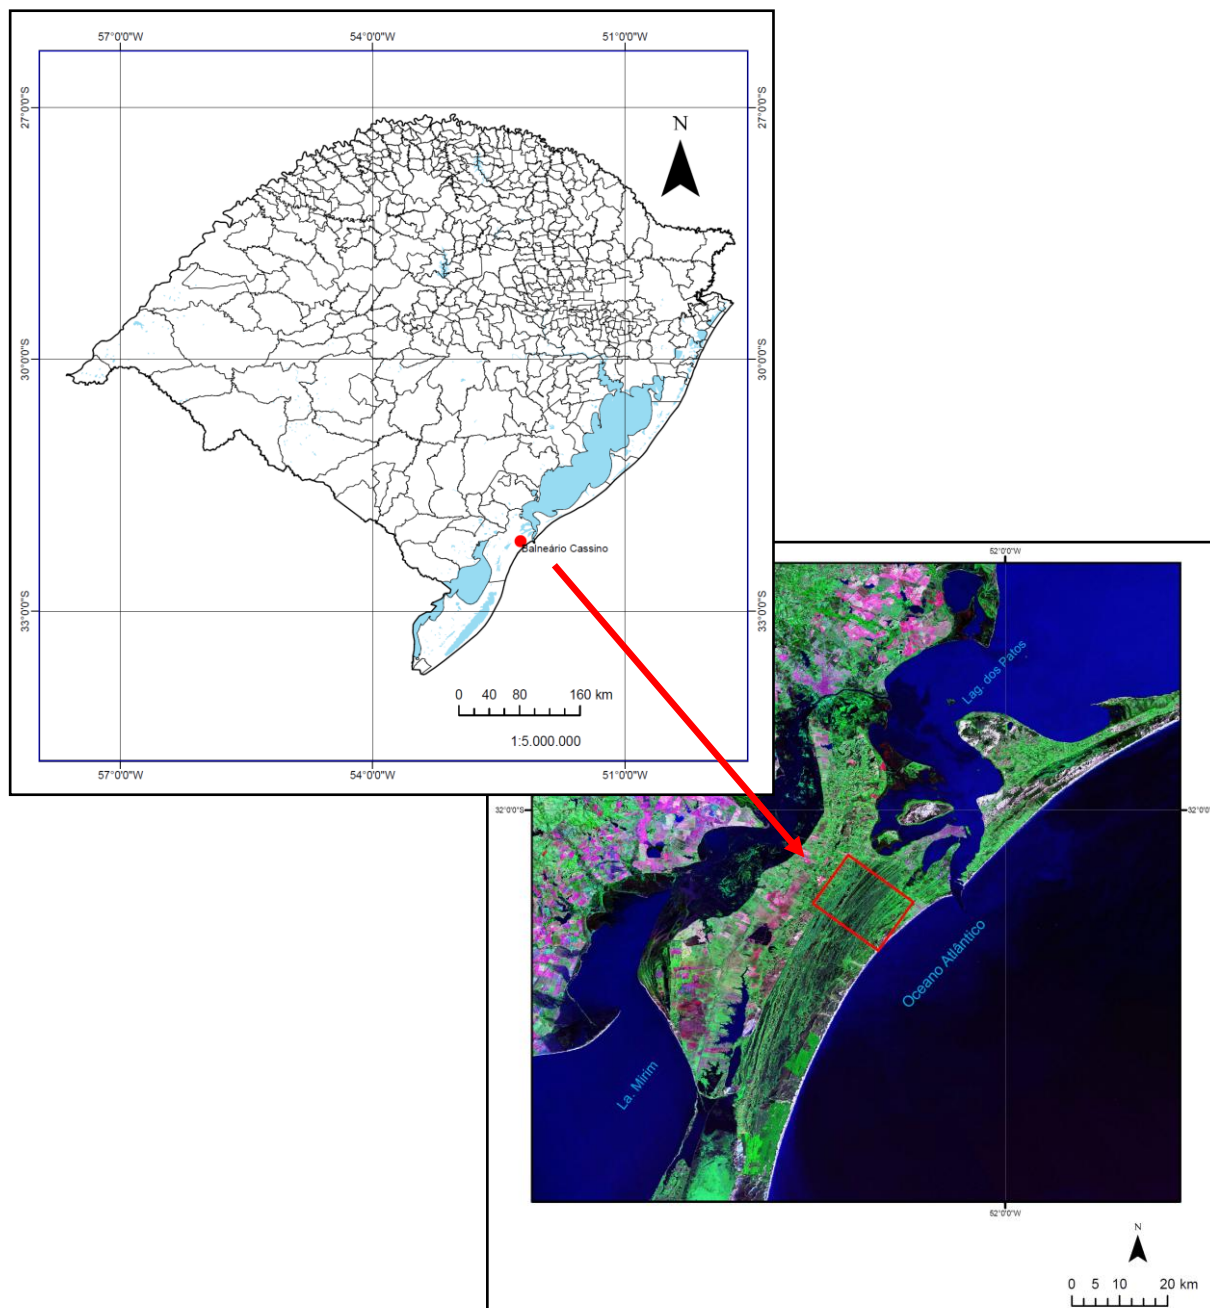 57°0'0"W 54°0'0"W 51°0'0"W
27°0'0"S 27°0'0"S
N
30°0'0"S 30°0'0"S
Balneário Cassino
33°0'0"S 33°0'0"S
0 40 80 160 km
1:5.000.000
57°0'0"W 54°0'0"W 51°0'0"W
52°0'0"W
Lag. dos Patos
32°0'0"S 32°0'0"S
Oceano Atlântico
La. Mirim
52°0'0"W
N
0 5 10 20 km